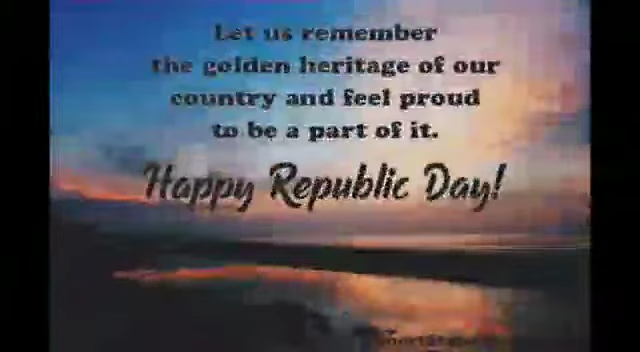 Let us remember
the golden heritage of our
country and feel proud
to be a part of it.
Happy Republic Day!